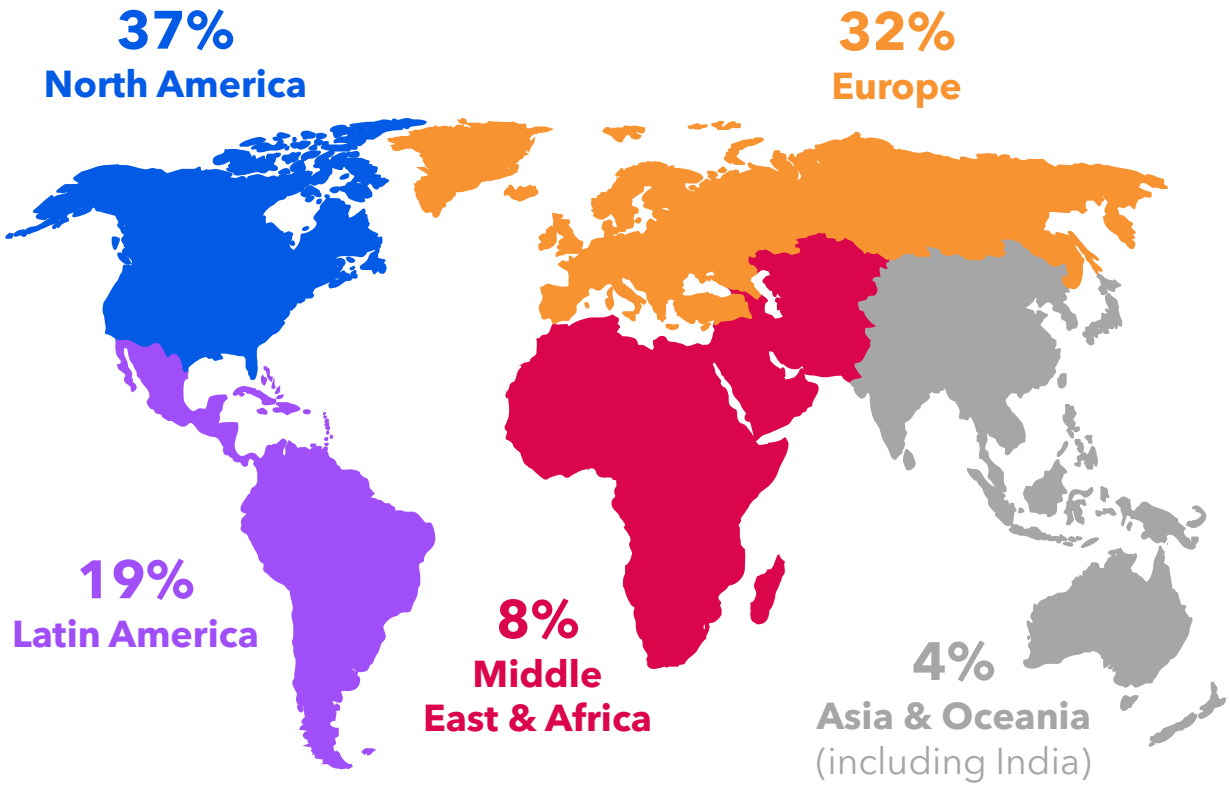 37%
North America
32%
Europe
19%
Latin America
8%
Middle
East & Africa
4%
Asia & Oceania
(including India)